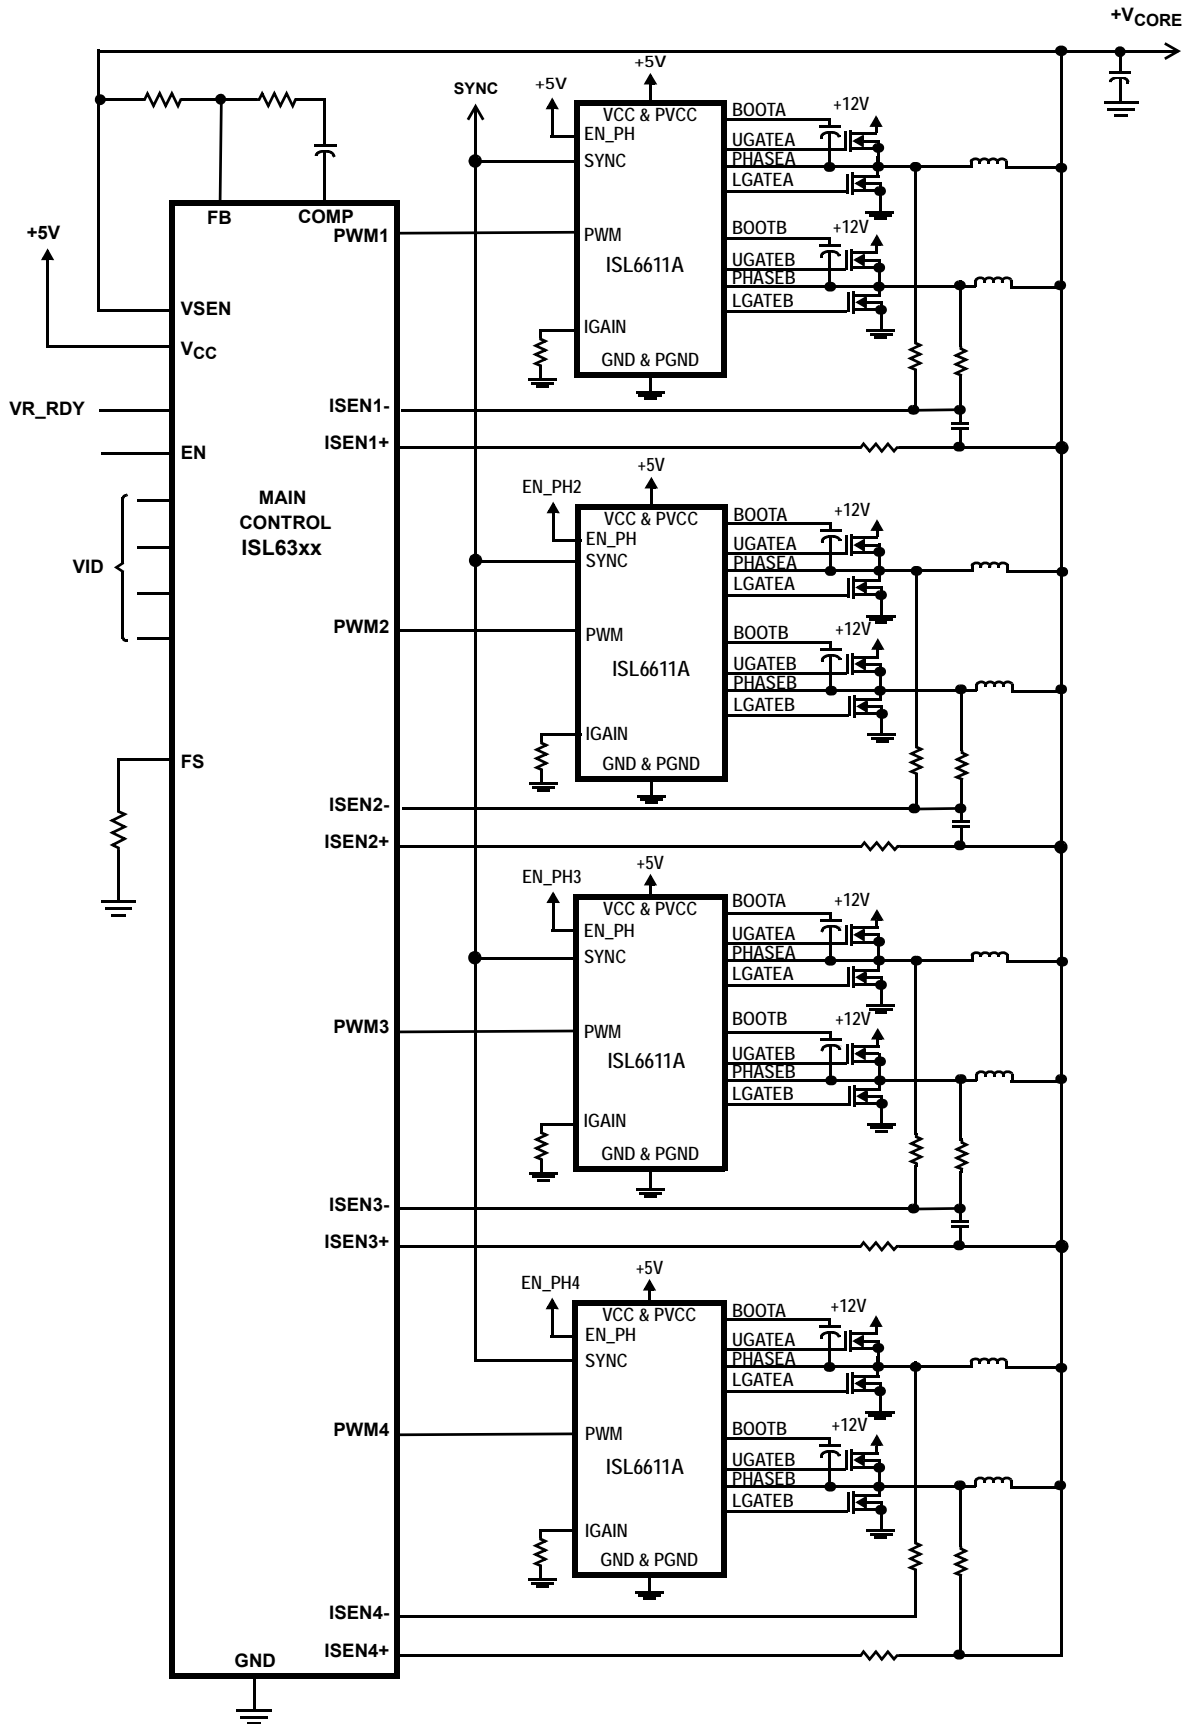 +VCORE
+5V
+5V
SYNC
VCC & PVCC
EN_PH
SYNC
PWM
ISL6611A
IGAIN
GND & PGND
BOOTA
+12V
UGATEA
PHASEA
LGATEA
BOOTB
+12V
UGATEB
PHASEB
LGATEB
FB
COMP
PWM1
+5V
VSEN
VCC
VR_RDY
EN
ISEN1-
ISEN1+
MAIN
CONTROL
ISL63xx
VID
PWM2
FS
ISEN2-
ISEN2+
+5V
EN_PH2
VCC & PVCC
EN_PH
SYNC
PWM
ISL6611A
IGAIN
GND & PGND
BOOTA
+12V
UGATEA
PHASEA
LGATEA
BOOTB
+12V
UGATEB
PHASEB
LGATEB
PWM3
ISEN3-
ISEN3+
+5V
EN_PH3
VCC & PVCC
EN_PH
SYNC
PWM
ISL6611A
IGAIN
GND & PGND
BOOTA
+12V
UGATEA
PHASEA
LGATEA
BOOTB
+12V
UGATEB
PHASEB
LGATEB
PWM4
ISEN4-
ISEN4+
GND
+5V
EN_PH4
VCC & PVCC
EN_PH
SYNC
PWM
ISL6611A
IGAIN
GND & PGND
BOOTA
+12V
UGATEA
PHASEA
LGATEA
BOOTB
+12V
UGATEB
PHASEB
LGATEB